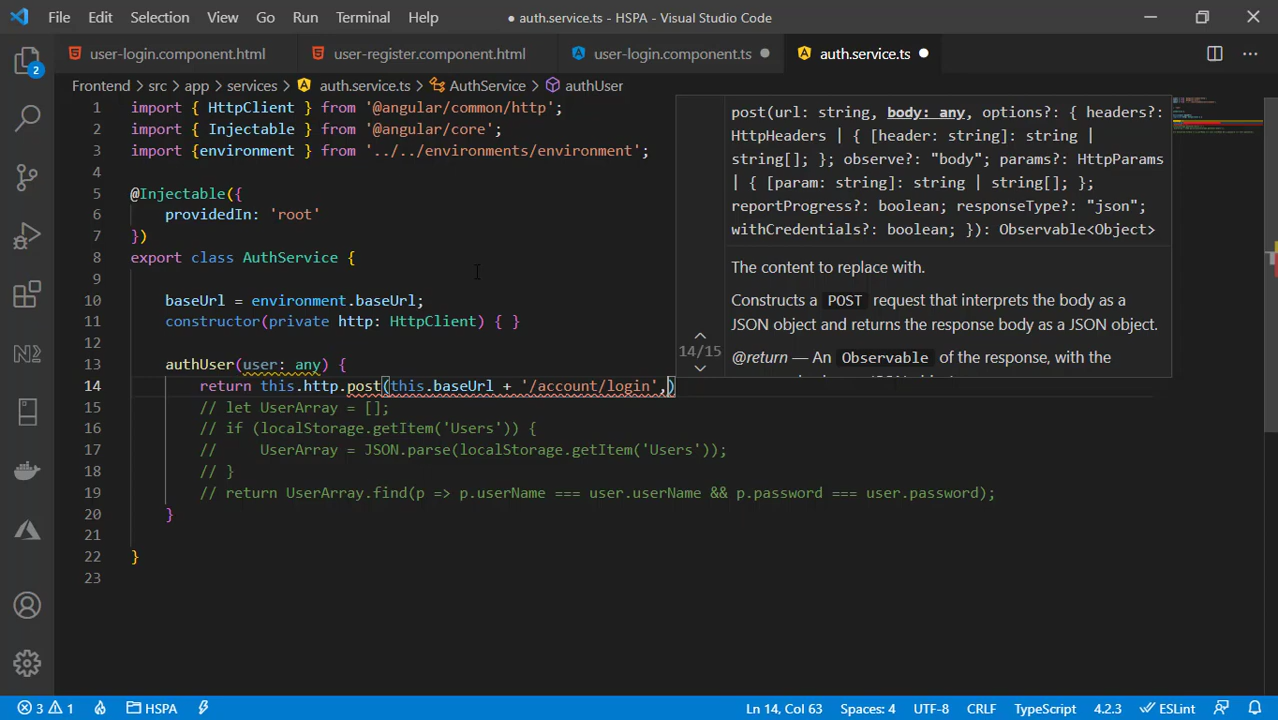 File Edit Selection View Go Run Terminal Help ● auth.service.ts - HSPA - Visual Studio Code
user-login.component.html user-register.component.html user-login.component.ts auth.service.ts
2
Frontend > src > app > services > auth.service.ts > AuthService > authUser
1 import { HttpClient } from '@angular/common/http';
2 import { Injectable } from '@angular/core';
3 import {environment } from '../../environments/environment';
4
5 @Injectable({
6 providedIn: 'root'
7 })
8 export class AuthService {
9
10 baseUrl = environment.baseUrl;
11 constructor(private http: HttpClient) { }
12
13 authUser(user: any) {
14 return this.http.post(this.baseUrl + '/account/login',)
15 // let UserArray = [];
16 // if (localStorage.getItem('Users')) {
17 // UserArray = JSON.parse(localStorage.getItem('Users'));
18 // }
19 // return UserArray.find(p => p.userName === user.userName && p.password === user.password);
20 }
21
22 }
23
post(url: string, body: any, options?: { headers?:
HttpHeaders | { [header: string]: string |
string[]; }; observe?: "body"; params?: HttpParams
| { [param: string]: string | string[]; };
reportProgress?: boolean; responseType?: "json";
withCredentials?: boolean; }): Observable<Object>
The content to replace with.
Constructs a POST request that interprets the body as a
JSON object and returns the response body as a JSON object.
14/15
@return — An Observable of the response, with the
3 1 HSPA Ln 14, Col 63 Spaces: 4 UTF-8 CRLF TypeScript 4.2.3 ESLint